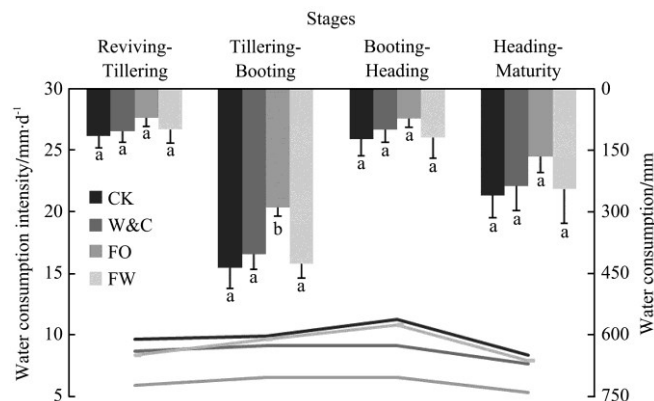 Stages
Reviving- Tillering- Booting- Heading-
Tillering Booting Heading Maturity
Water consumption intensity/mm·d⁻¹
30
25
20
15
10
5
CK
W&C
FO
FW
a a a a
a a b a
a a a a
a a a a
0
150
300
450
600
750
Water consumption/mm